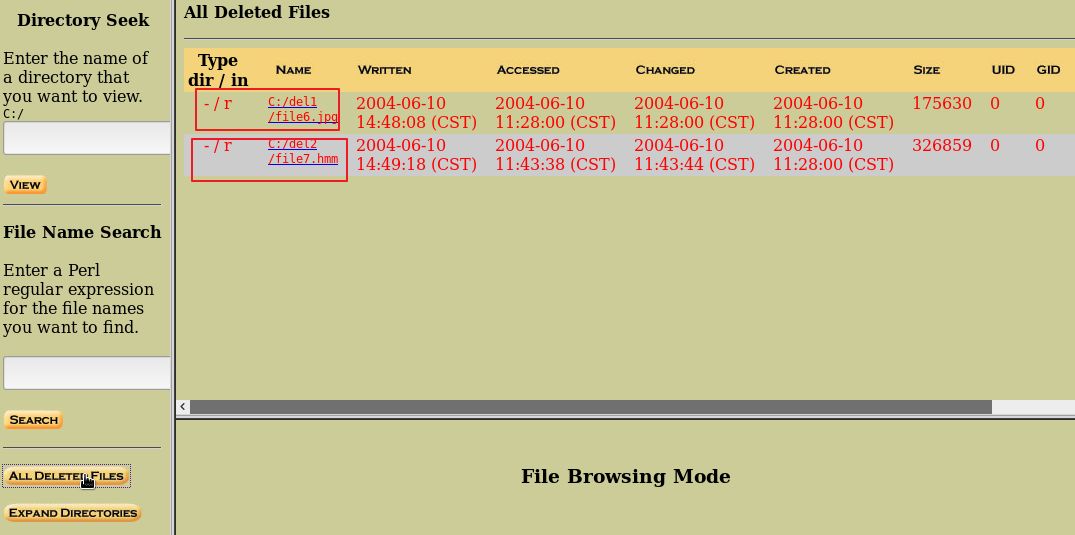 Directory Seek
Enter the name of
a directory that
you want to view.
C:/
VIEW
File Name Search
Enter a Perl
regular expression
for the file names
you want to find.
SEARCH
ALL DELETED FILES
EXPAND DIRECTORIES
All Deleted Files
Type
dir / in NAME WRITTEN ACCESSED CHANGED CREATED SIZE UID GID
- / r C:/del1 2004-06-10 2004-06-10 2004-06-10 2004-06-10 175630 0 0
/file6.jpg 14:48:08 (CST) 11:28:00 (CST) 11:28:00 (CST) 11:28:00 (CST)
- / r C:/del2 2004-06-10 2004-06-10 2004-06-10 2004-06-10 326859 0 0
/file7.hmm 14:49:18 (CST) 11:43:38 (CST) 11:43:44 (CST) 11:28:00 (CST)
File Browsing Mode